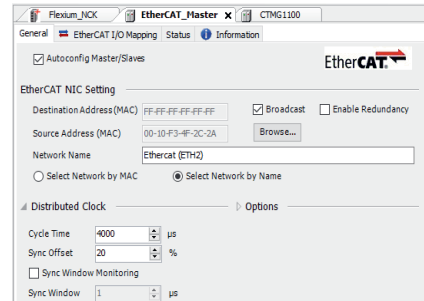 Flexium_NCK EtherCAT_Master x CTMG1100
General EtherCAT I/O Mapping Status Information
Autoconfig Master/Slaves
EtherCAT.
EtherCAT NIC Setting
Destination Address(MAC) FF-FF-FF-FF-FF-FF Broadcast Enable Redundancy
Source Address (MAC) 00-10-F3-4F-2C-2A Browse...
Network Name Ethercat (ETH2)
Select Network by MAC Select Network by Name
Distributed Clock Options
Cycle Time 4000 µs
Sync Offset 20 %
Sync Window Monitoring
Sync Window 1 µs